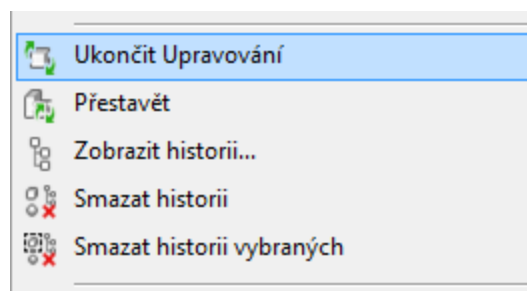 Ukončit Upravování
Přestavět
Zobrazit historii...
Smazat historii
Smazat historii vybraných